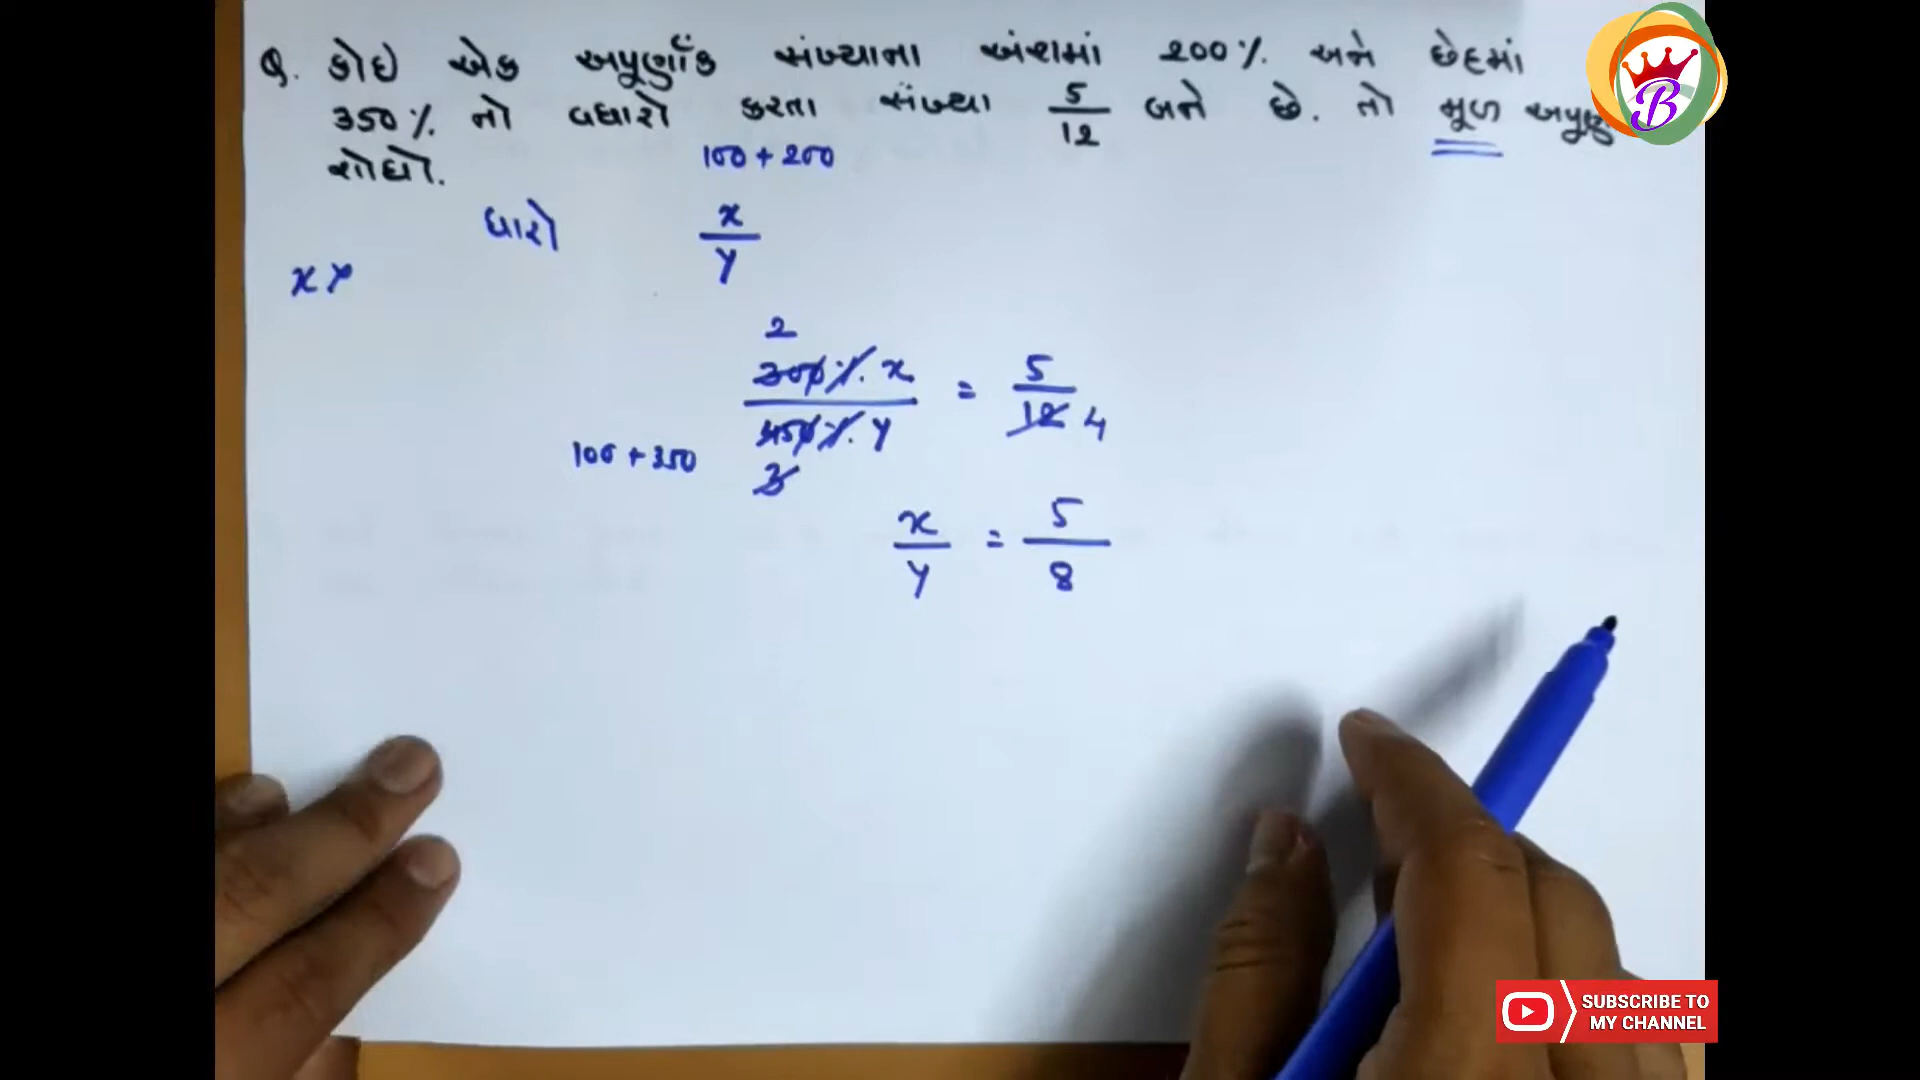 Q. કોઇ એક અપૂર્ણાંક સંખ્યાના અંશમાં 200% અને છેદમાં
350% નો વધારો કરતા સંખ્યા 5/12 બને છે. તો મૂળ
શોધો.
100 + 200
ધારો x/y
x y
2
300% x / 450% y = 5/12 4
100 + 350
3
x/y = 5/8
B
SUBSCRIBE TO
MY CHANNEL